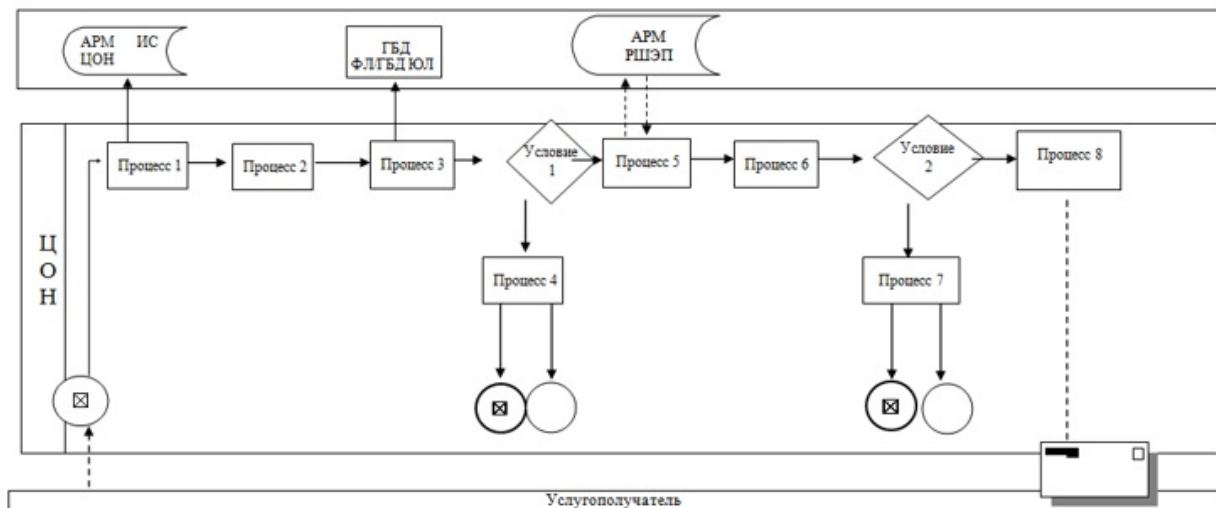 АРМ ИС
ЦОН
ГБД
ФЛ/ГБД ЮЛ
АРМ
РШЭП
Процесс 1
Процесс 2
Процесс 3
Условие
1
Процесс 5
Процесс 6
Условие
2
Процесс 8
Ц
О
Н
Процесс 4
Процесс 7
Услугополучатель